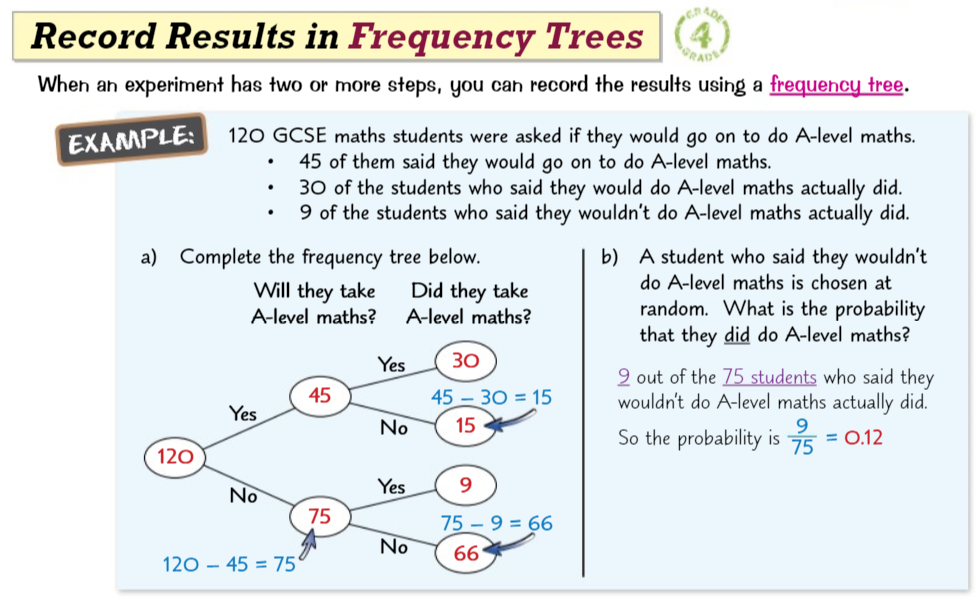 Record Results in Frequency Trees
GRADE
4
GRADE
When an experiment has two or more steps, you can record the results using a frequency tree.
EXAMPLE:
120 GCSE maths students were asked if they would go on to do A-level maths.
• 45 of them said they would go on to do A-level maths.
• 30 of the students who said they would do A-level maths actually did.
• 9 of the students who said they wouldn't do A-level maths actually did.
a) Complete the frequency tree below.
Will they take
A-level maths?
Did they take
A-level maths?
Yes
30
45
45 – 30 = 15
Yes
No
15
120
No
Yes
9
75
75 – 9 = 66
No
66
120 – 45 = 75
b) A student who said they wouldn't
do A-level maths is chosen at
random. What is the probability
that they did do A-level maths?
9 out of the 75 students who said they
wouldn't do A-level maths actually did.
So the probability is 9/75 = 0.12